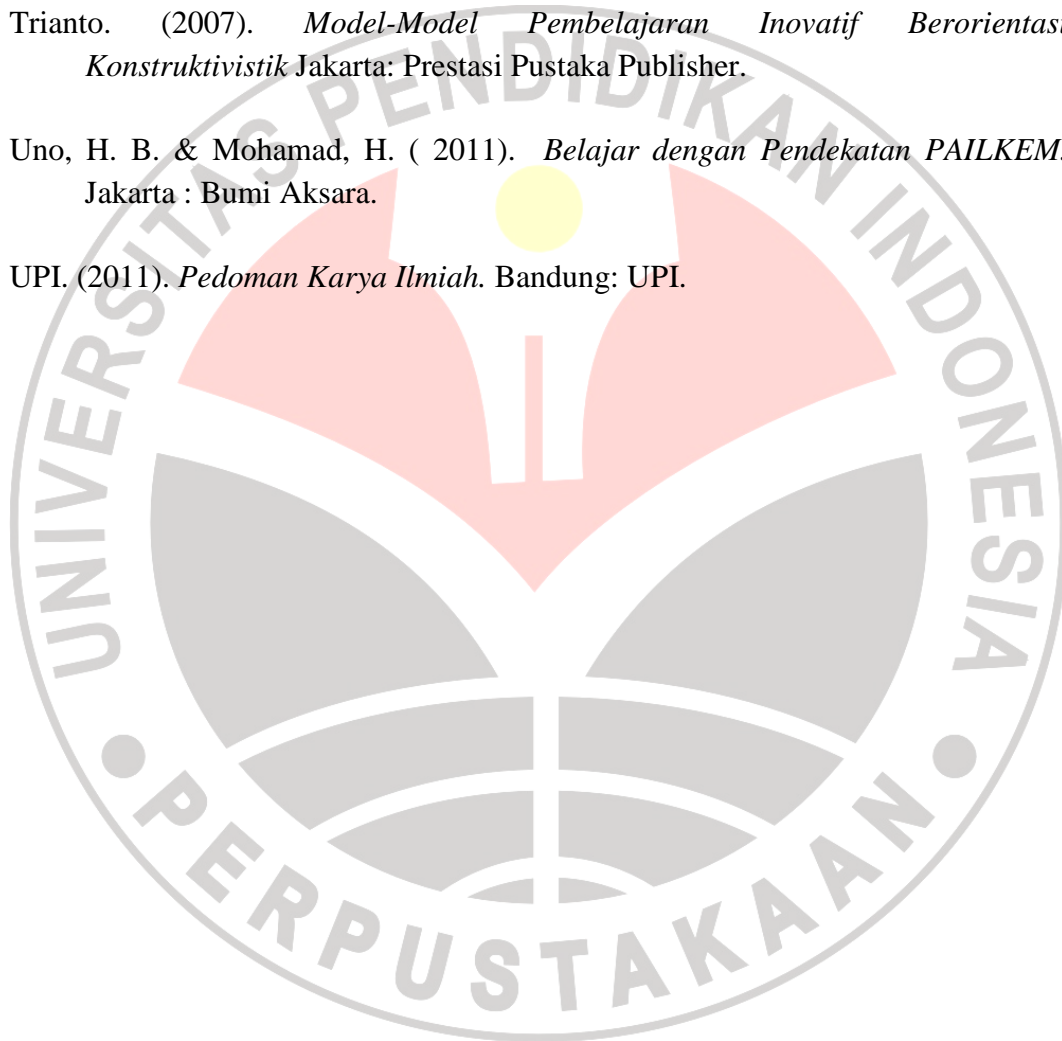 Trianto. (2007). Model-Model Pembelajaran Inovatif Berorientasi
Konstruktivistik Jakarta: Prestasi Pustaka Publisher.
Uno, H. B. & Mohamad, H. ( 2011). Belajar dengan Pendekatan PAILKEM.
Jakarta : Bumi Aksara.
UPI. (2011). Pedoman Karya Ilmiah. Bandung: UPI.
UNIVERSITAS PENDIDIKAN INDONESIA
PERPUSTAKAAN